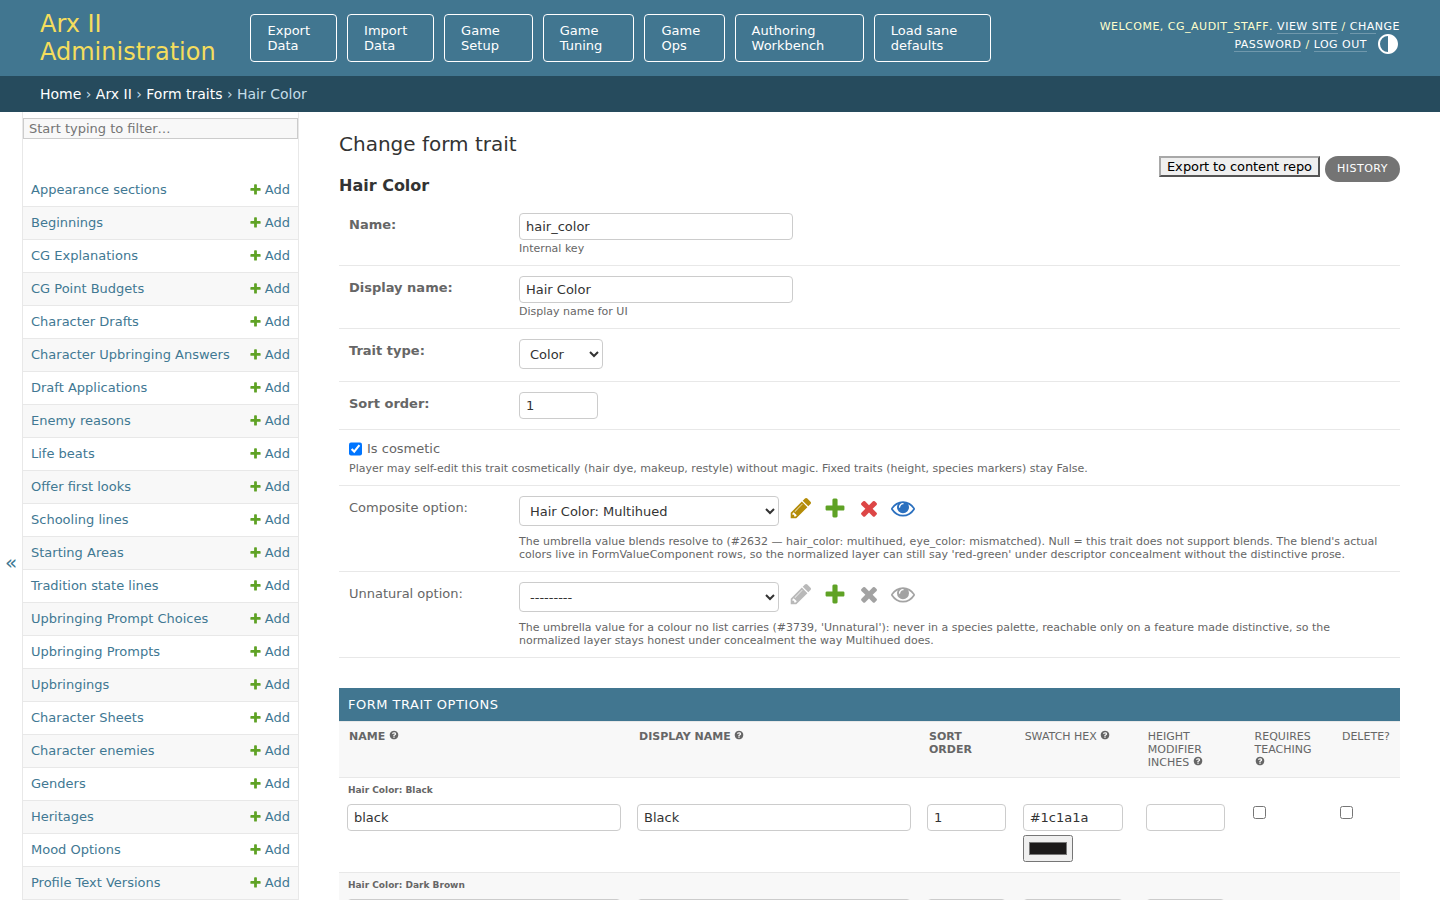 Arx II Administration
Export Data
Import Data
Game Setup
Game Tuning
Game Ops
Authoring Workbench
Load sane defaults
WELCOME, CG_AUDIT_STAFF. VIEW SITE / CHANGE PASSWORD / LOG OUT
Home › Arx II › Form traits › Hair Color
Start typing to filter...
Appearance sections Add
Beginnings Add
CG Explanations Add
CG Point Budgets Add
Character Drafts Add
Character Upbringing Answers Add
Draft Applications Add
Enemy reasons Add
Life beats Add
Offer first looks Add
Schooling lines Add
Starting Areas Add
Tradition state lines Add
Upbringing Prompt Choices Add
Upbringing Prompts Add
Upbringings Add
Character Sheets Add
Character enemies Add
Genders Add
Heritages Add
Mood Options Add
Profile Text Versions Add
«
Change form trait
Export to content repo
HISTORY
Hair Color
Name: hair_color
Internal key
Display name: Hair Color
Display name for UI
Trait type: Color
Sort order: 1
Is cosmetic
Player may self-edit this trait cosmetically (hair dye, makeup, restyle) without magic. Fixed traits (height, species markers) stay False.
Composite option: Hair Color: Multihued
The umbrella value blends resolve to (#2632 — hair_color: multihued, eye_color: mismatched). Null = this trait does not support blends. The blend's actual
colors live in FormValueComponent rows, so the normalized layer can still say 'red-green' under descriptor concealment without the distinctive prose.
Unnatural option: ---------
The umbrella value for a colour no list carries (#3739, 'Unnatural'): never in a species palette, reachable only on a feature made distinctive, so the
normalized layer stays honest under concealment the way Multihued does.
FORM TRAIT OPTIONS
NAME ? DISPLAY NAME ? SORT ORDER SWATCH HEX ? HEIGHT MODIFIER INCHES ? REQUIRES TEACHING ? DELETE?
Hair Color: Black
black Black 1 #1c1a1a
Hair Color: Dark Brown